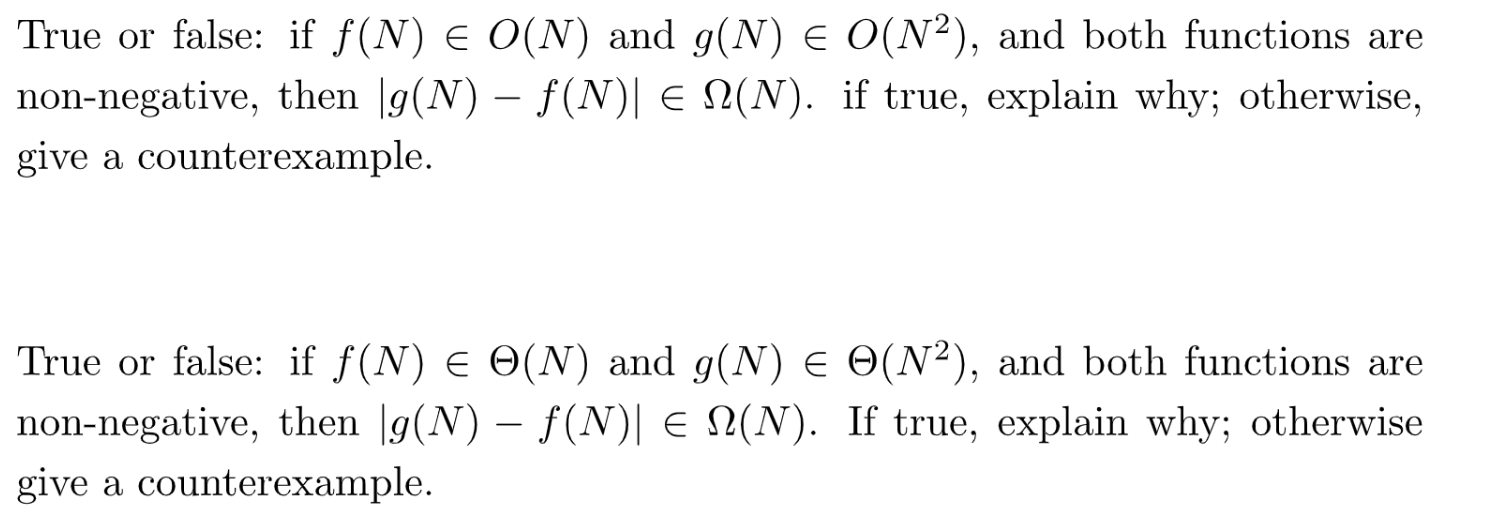 True or false: if f(N) ∈ O(N) and g(N) ∈ O(N²), and both functions are
non-negative, then |g(N) − f(N)| ∈ Ω(N). if true, explain why; otherwise,
give a counterexample.
True or false: if f(N) ∈ Θ(N) and g(N) ∈ Θ(N²), and both functions are
non-negative, then |g(N) − f(N)| ∈ Ω(N). If true, explain why; otherwise
give a counterexample.